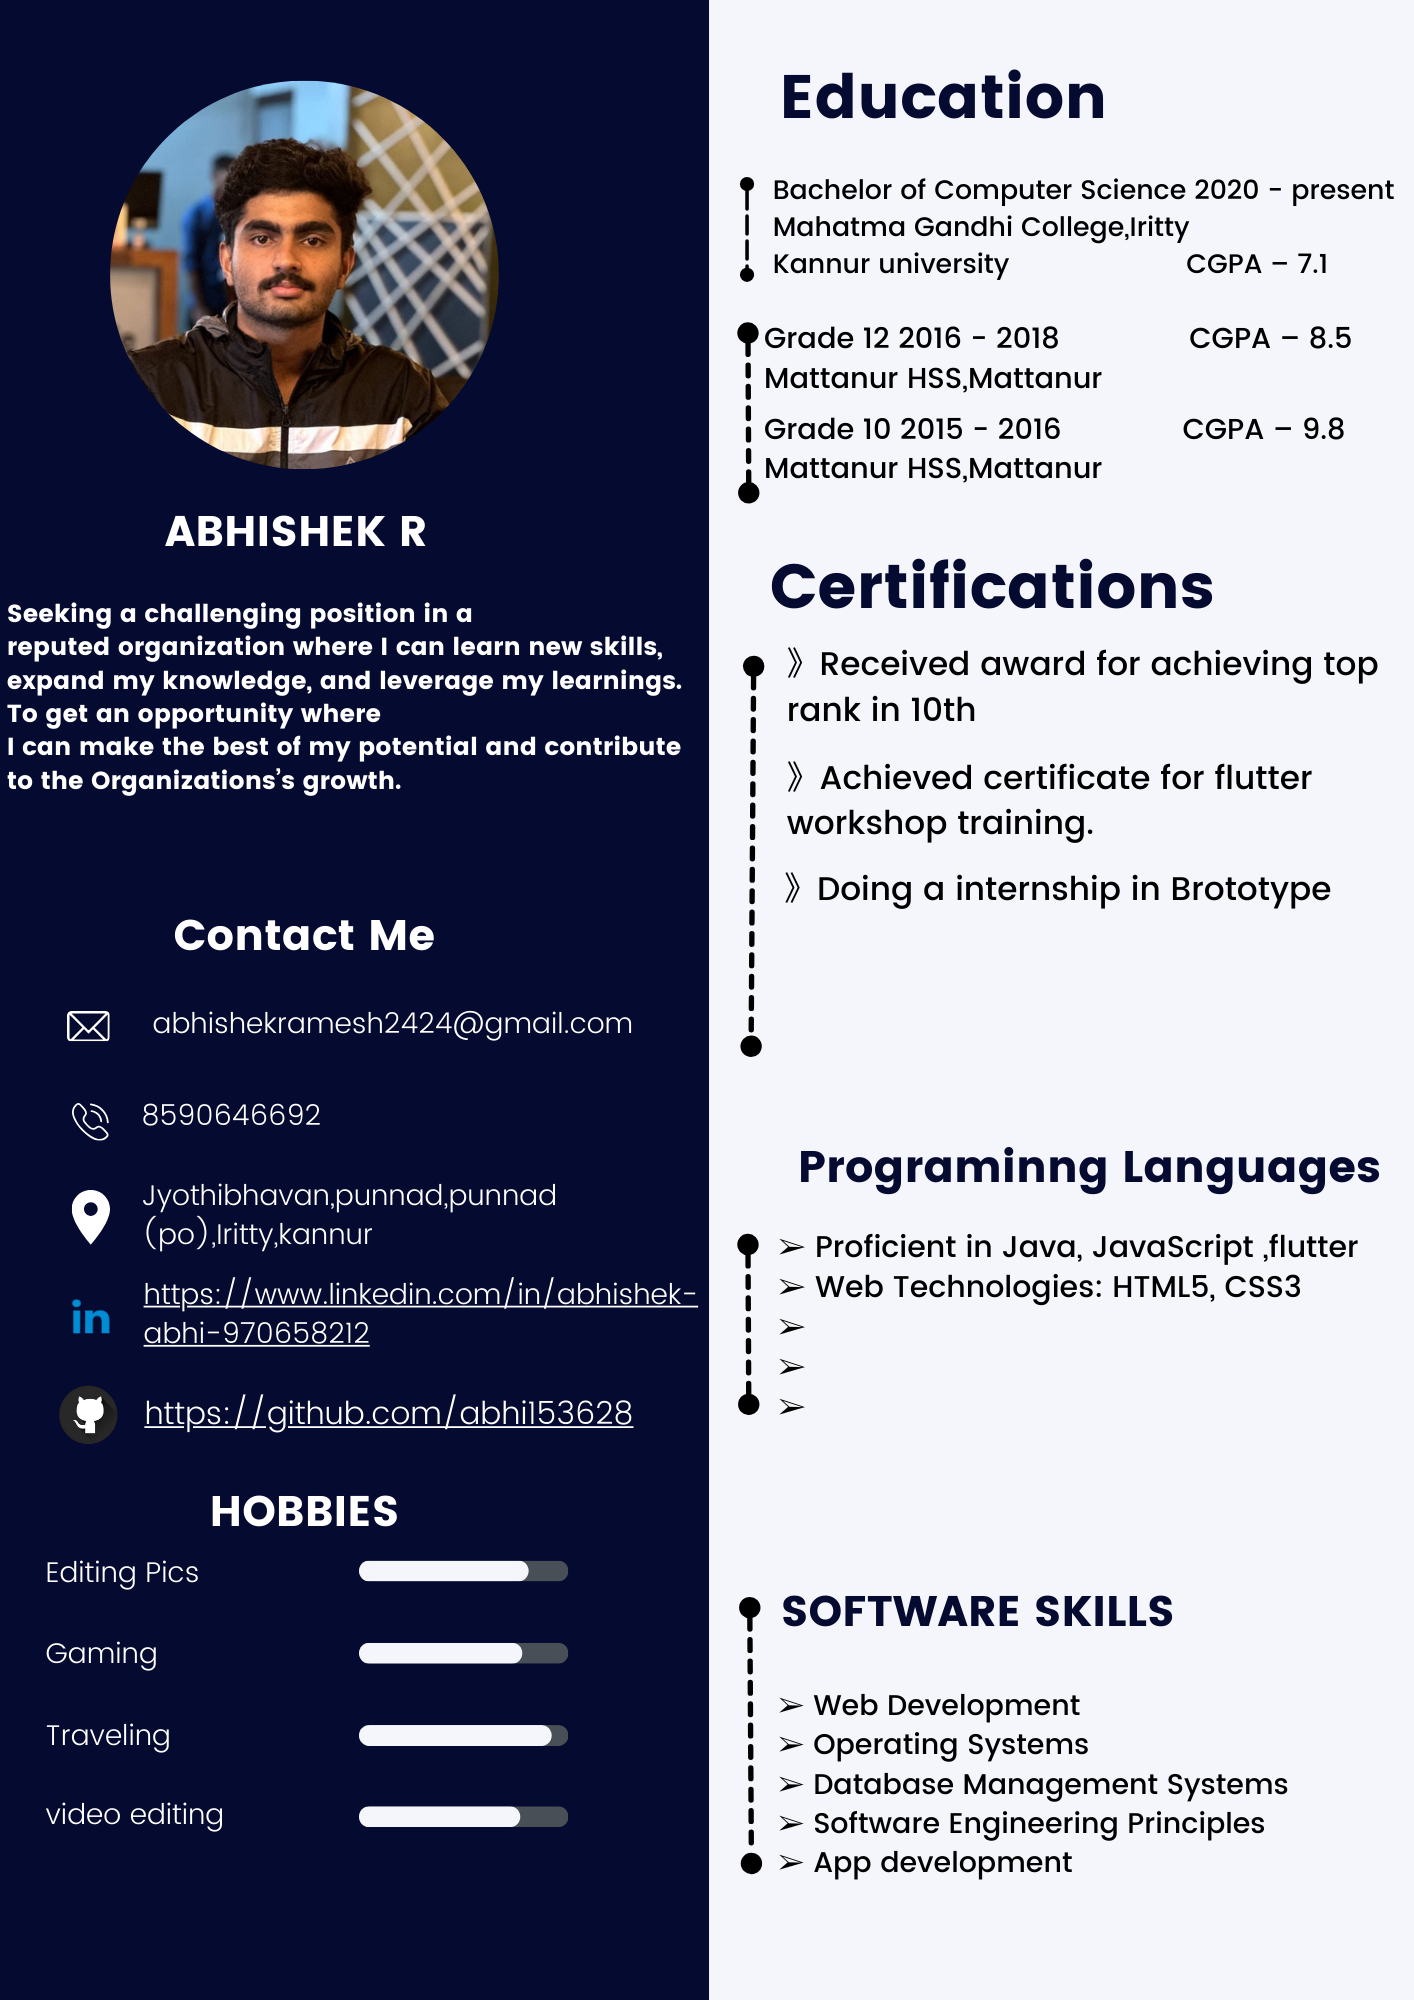 ABHISHEK R
Seeking a challenging position in a
reputed organization where I can learn new skills,
expand my knowledge, and leverage my learnings.
To get an opportunity where
I can make the best of my potential and contribute
to the Organizations’s growth.
Contact Me
abhishekramesh2424@gmail.com
8590646692
Jyothibhavan,punnad,punnad
(po),Iritty,kannur
in
https://www.linkedin.com/in/abhishek-
abhi-970658212
https://github.com/abhi153628
HOBBIES
Editing Pics
Gaming
Traveling
video editing
Education
Bachelor of Computer Science 2020 - present
Mahatma Gandhi College,Iritty
Kannur university CGPA – 7.1
Grade 12 2016 - 2018 CGPA – 8.5
Mattanur HSS,Mattanur
Grade 10 2015 - 2016 CGPA – 9.8
Mattanur HSS,Mattanur
Certifications
》Received award for achieving top
rank in 10th
》Achieved certificate for flutter
workshop training.
》Doing a internship in Brototype
Programinng Languages
➢ Proficient in Java, JavaScript ,flutter
➢ Web Technologies: HTML5, CSS3
➢
➢
➢
SOFTWARE SKILLS
➢ Web Development
➢ Operating Systems
➢ Database Management Systems
➢ Software Engineering Principles
➢ App development